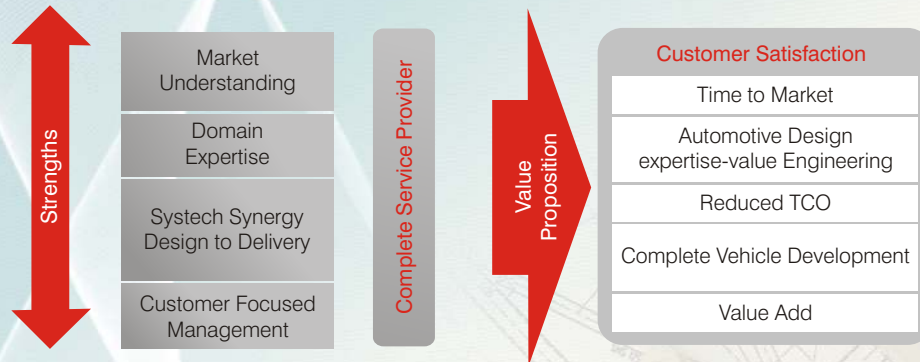 Strengths
Market
Understanding
Domain
Expertise
Systech Synergy
Design to Delivery
Customer Focused
Management
Complete Service Provider
Value
Proposition
Customer Satisfaction
Time to Market
Automotive Design
expertise-value Engineering
Reduced TCO
Complete Vehicle Development
Value Add